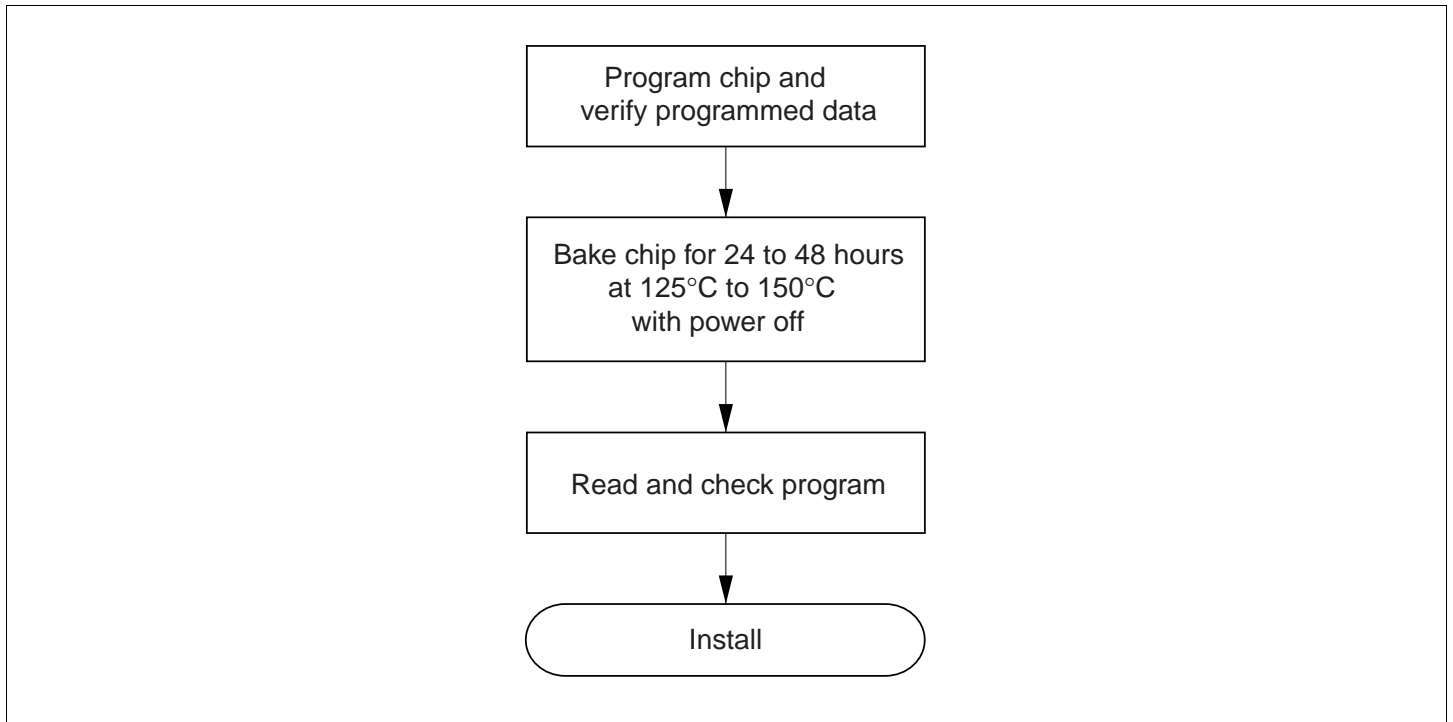 Program chip and
verify programmed data
Bake chip for 24 to 48 hours
at 125°C to 150°C
with power off
Read and check program
Install